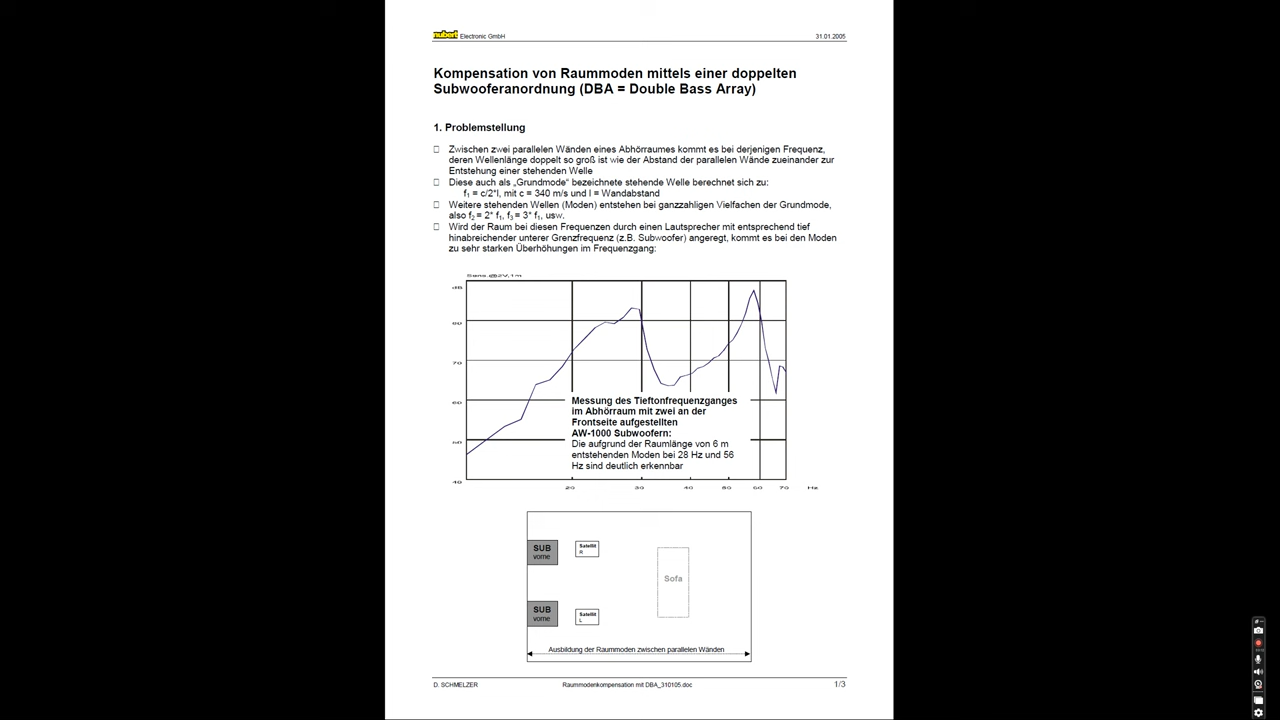 nubert Electronic GmbH 31.01.2005
Kompensation von Raummoden mittels einer doppelten
Subwooferanordnung (DBA = Double Bass Array)
1. Problemstellung
Zwischen zwei parallelen Wänden eines Abhörraumes kommt es bei derjenigen Frequenz,
deren Wellenlänge doppelt so groß ist wie der Abstand der parallelen Wände zueinander zur
Entstehung einer stehenden Welle
Diese auch als „Grundmode“ bezeichnete stehende Welle berechnet sich zu:
f₁ = c/2*l, mit c = 340 m/s und l = Wandabstand
Weitere stehenden Wellen (Moden) entstehen bei ganzzahligen Vielfachen der Grundmode,
also f₂ = 2* f₁, f₃ = 3* f₁, usw.
Wird der Raum bei diesen Frequenzen durch einen Lautsprecher mit entsprechend tief
hinabreichender unterer Grenzfrequenz (z.B. Subwoofer) angeregt, kommt es bei den Moden
zu sehr starken Überhöhungen im Frequenzgang:
Sens.@2V,1m
dB
80
70
60
50
40
Messung des Tieftonfrequenzganges
im Abhörraum mit zwei an der
Frontseite aufgestellten
AW-1000 Subwoofern:
Die aufgrund der Raumlänge von 6 m
entstehenden Moden bei 28 Hz und 56
Hz sind deutlich erkennbar
20 30 40 50 60 70 Hz
SUB
vorne
Satellit
R
Sofa
SUB
vorne
Satellit
L
Ausbildung der Raummoden zwischen parallelen Wänden
D. SCHMELZER Raummodenkompensation mit DBA_310105.doc 1/3